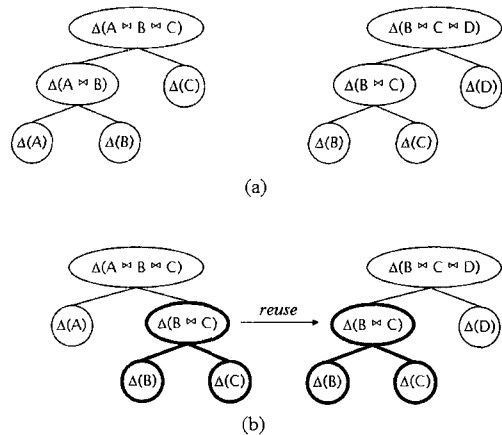 Δ(A ⋈ B ⋈ C) Δ(B ⋈ C ⋈ D)
Δ(A ⋈ B) Δ(C) Δ(B ⋈ C) Δ(D)
Δ(A) Δ(B) Δ(B) Δ(C)
(a)
Δ(A ⋈ B ⋈ C) Δ(B ⋈ C ⋈ D)
reuse
Δ(A) Δ(B ⋈ C) Δ(B ⋈ C) Δ(D)
Δ(B) Δ(C) Δ(B) Δ(C)
(b)